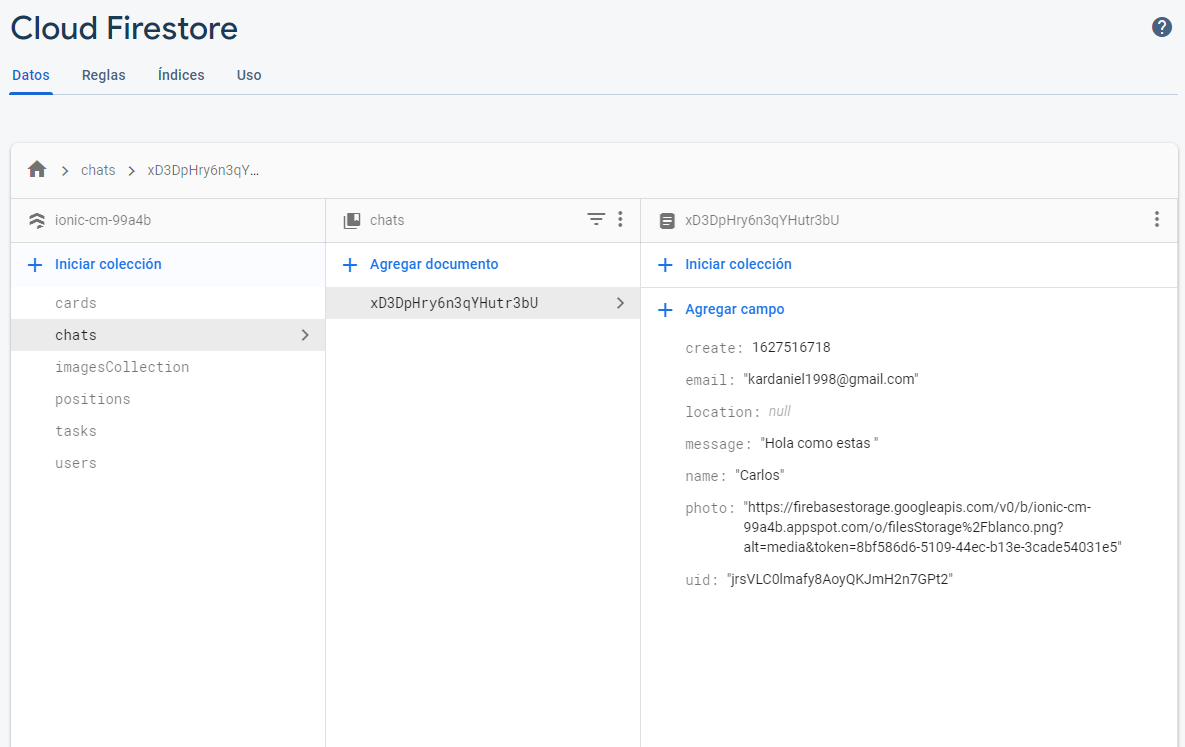 Cloud Firestore
?
Datos Reglas Índices Uso
chats xD3DpHry6n3qY...
ionic-cm-99a4b
Iniciar colección
cards
chats
imagesCollection
positions
tasks
users
chats
Agregar documento
xD3DpHry6n3qYHutr3bU
xD3DpHry6n3qYHutr3bU
Iniciar colección
Agregar campo
create: 1627516718
email: "kardaniel1998@gmail.com"
location: null
message: "Hola como estas "
name: "Carlos"
photo: "https://firebasestorage.googleapis.com/v0/b/ionic-cm-
99a4b.appspot.com/o/filesStorage%2Fblanco.png?
alt=media&token=8bf586d6-5109-44ec-b13e-3cade54031e5"
uid: "jrsVLC0lmafy8AoyQKJmH2n7GPt2"